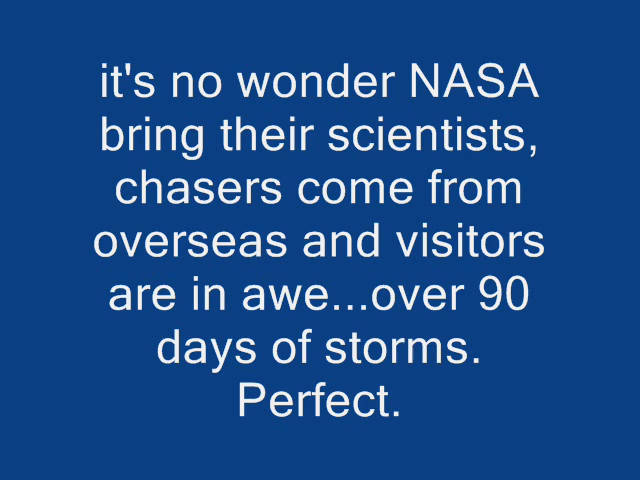 it's no wonder NASA
bring their scientists,
chasers come from
overseas and visitors
are in awe...over 90
days of storms.
Perfect.